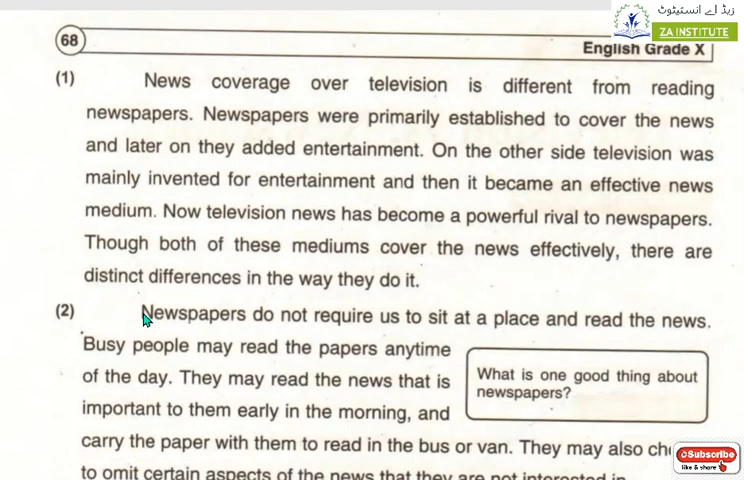 زیڈ اے انسٹیٹوٹ
ZA INSTITUTE
68
English Grade X
(1) News coverage over television is different from reading
newspapers. Newspapers were primarily established to cover the news
and later on they added entertainment. On the other side television was
mainly invented for entertainment and then it became an effective news
medium. Now television news has become a powerful rival to newspapers.
Though both of these mediums cover the news effectively, there are
distinct differences in the way they do it.
(2) Newspapers do not require us to sit at a place and read the news.
Busy people may read the papers anytime
of the day. They may read the news that is
important to them early in the morning, and
What is one good thing about
newspapers?
carry the paper with them to read in the bus or van. They may also
to omit certain aspects of the news that they are not interested in
Subscribe
like & share